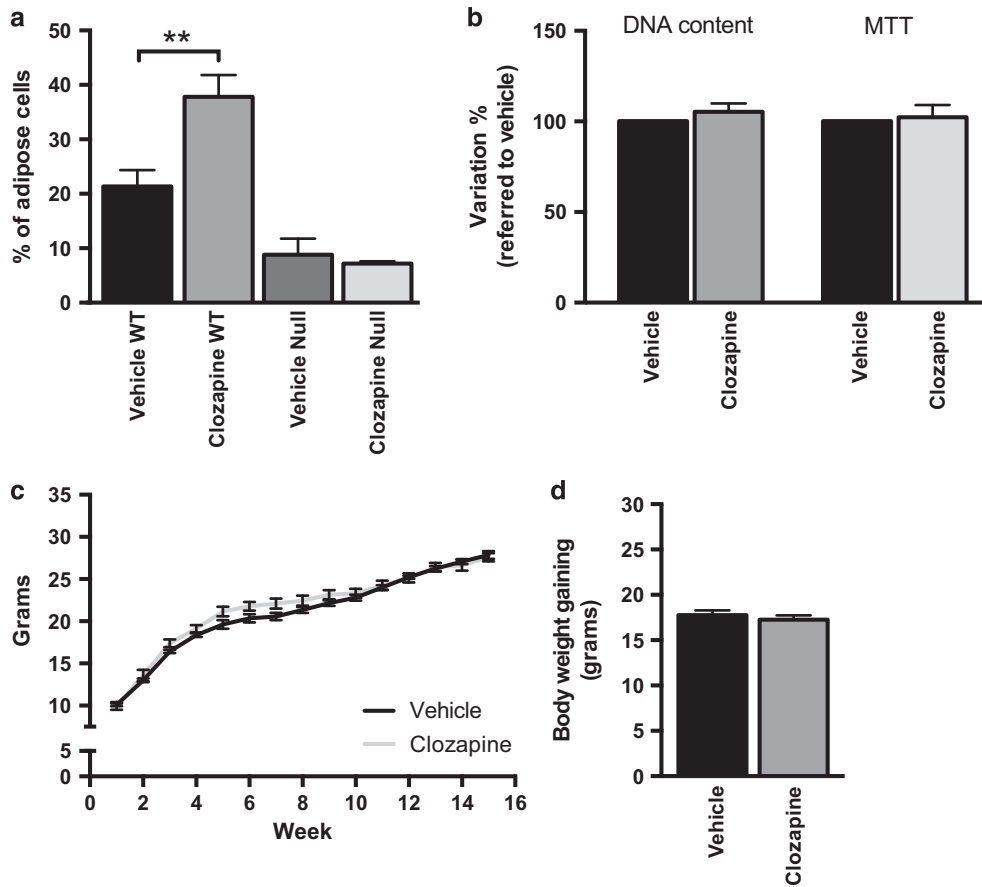 a
% of adipose cells
50
40
30
20
10
0
**
Vehicle WT
Clozapine WT
Vehicle Null
Clozapine Null
b
DNA content
MTT
Variation %
(referred to vehicle)
150
100
50
0
Vehicle
Clozapine
Vehicle
Clozapine
c
Grams
35
30
25
20
15
10
5
0
Vehicle
Clozapine
0 2 4 6 8 10 12 14 16
Week
d
Body weight gaining
(grams)
30
25
20
15
10
5
0
Vehicle
Clozapine